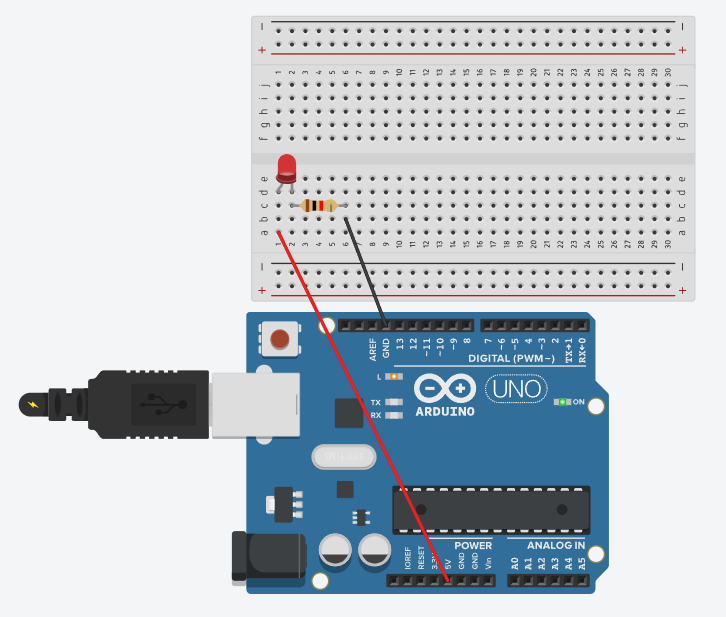 − −
+ +
1 2 3 4 5 6 7 8 9 10 11 12 13 14 15 16 17 18 19 20 21 22 23 24 25 26 27 28 29 30
j j
i i
h h
g g
f f
e e
d d
c c
b b
a a
1 2 3 4 5 6 7 8 9 10 11 12 13 14 15 16 17 18 19 20 21 22 23 24 25 26 27 28 29 30
− −
+ +
AREF GND 13 12 ~11 ~10 ~9 8 7 ~6 ~5 4 ~3 2 TX→1 RX←0
DIGITAL (PWM~)
L
TX
RX
ARDUINO
UNO
ON
POWER ANALOG IN
IOREF RESET 5V GND GND Vin A0 A1 A2 A3 A4 A5